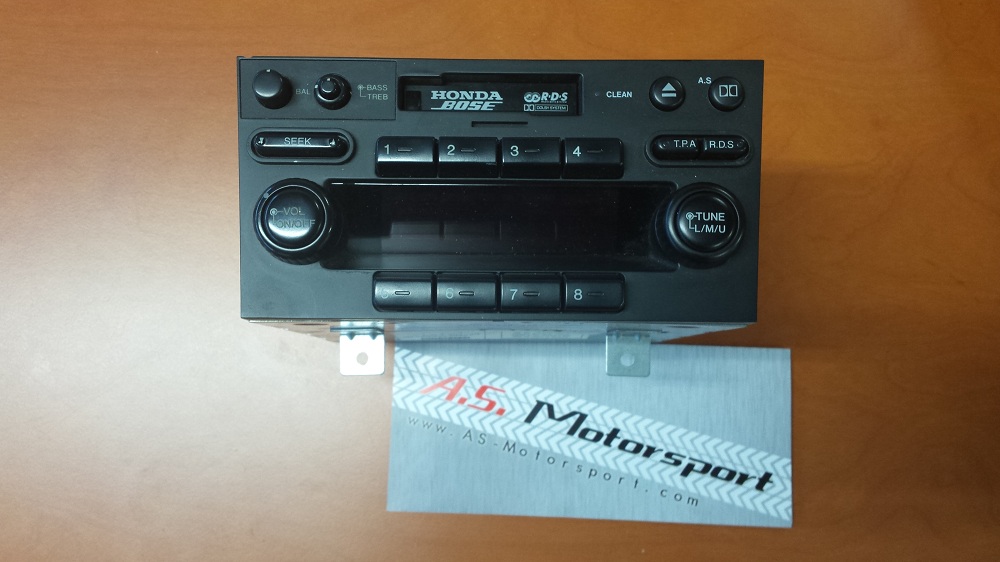 BAL
BASS
TREB
HONDA
BOSE
R·D·S
DOLBY SYSTEM
CLEAN
A.S
SEEK
1
2
3
4
T.P.A
R.D.S
VOL
ON/OFF
TUNE
L/M/U
5
6
7
8
A.S. Motorsport
www.AS-Motorsport.com